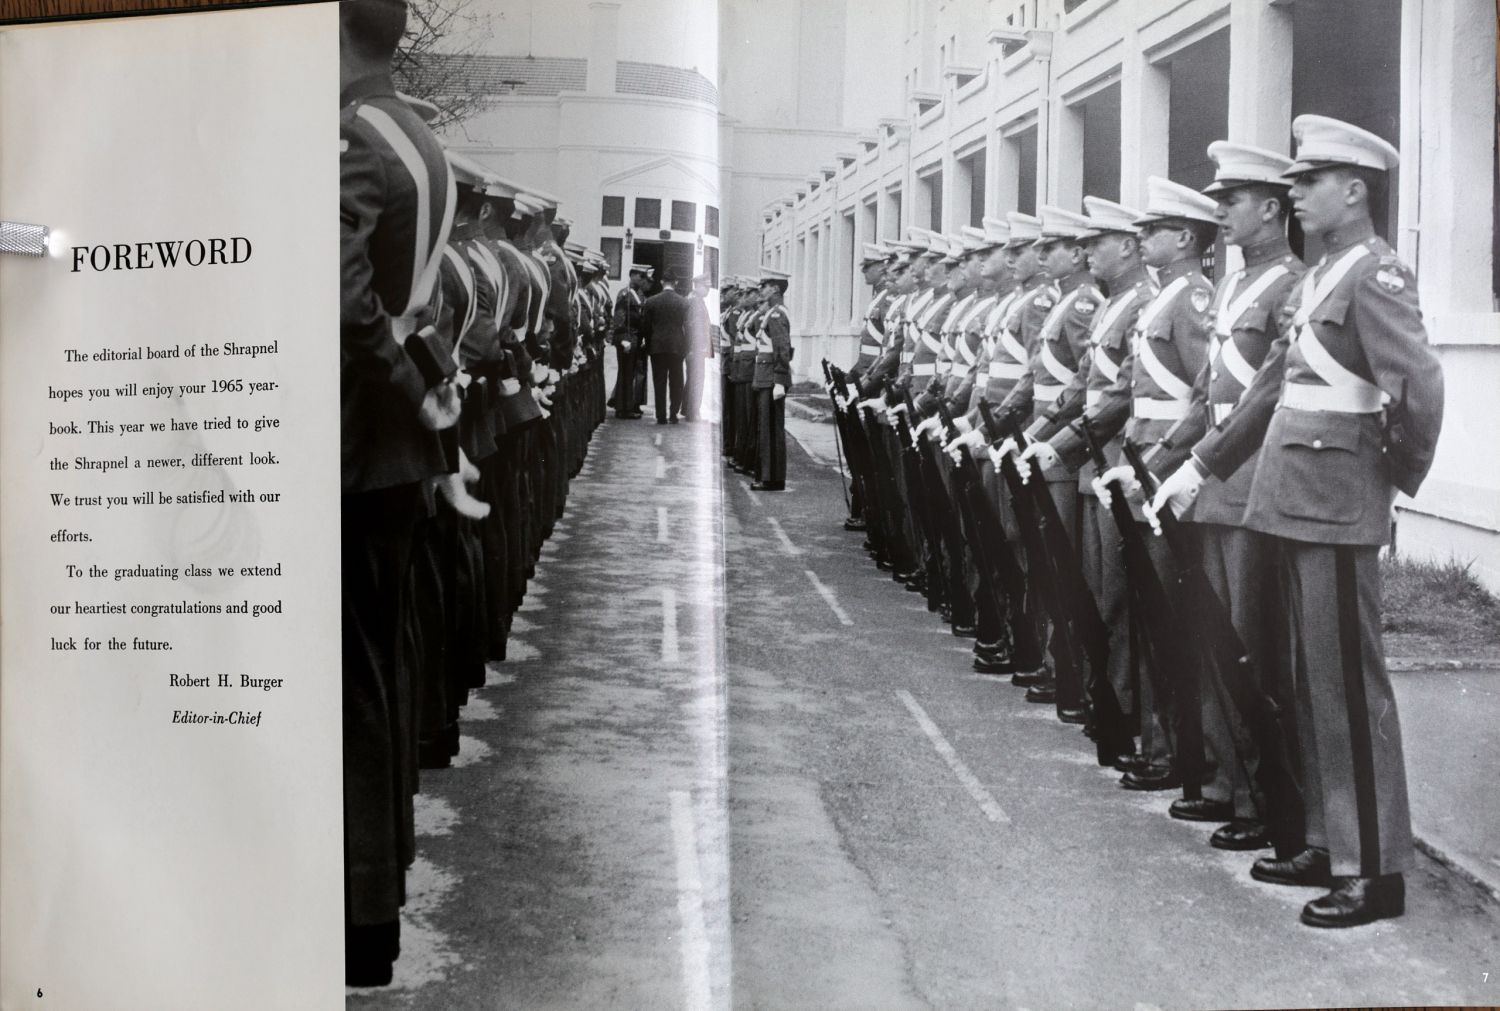 FOREWORD
The editorial board of the Shrapnel
hopes you will enjoy your 1965 year-
book. This year we have tried to give
the Shrapnel a newer, different look.
We trust you will be satisfied with our
efforts.
To the graduating class we extend
our heartiest congratulations and good
luck for the future.
Robert H. Burger
Editor-in-Chief
6
7